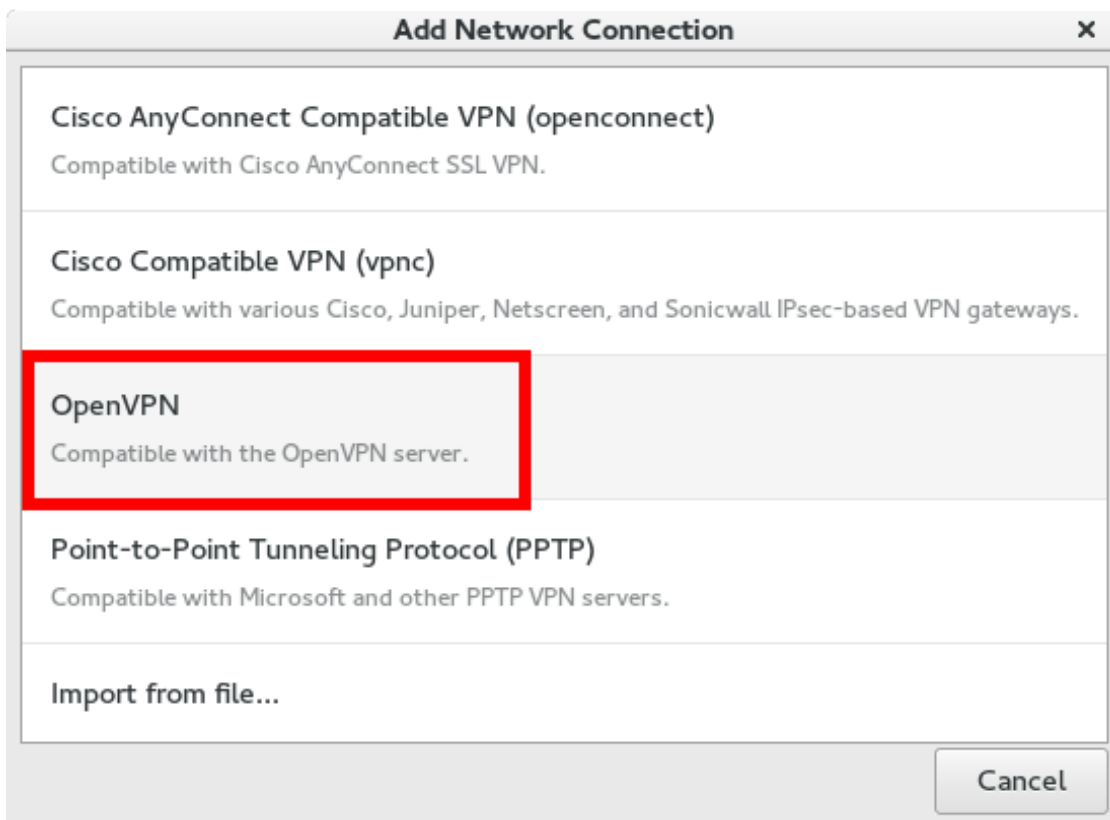 Add Network Connection
Cisco AnyConnect Compatible VPN (openconnect)
Compatible with Cisco AnyConnect SSL VPN.
Cisco Compatible VPN (vpnc)
Compatible with various Cisco, Juniper, Netscreen, and Sonicwall IPsec-based VPN gateways.
OpenVPN
Compatible with the OpenVPN server.
Point-to-Point Tunneling Protocol (PPTP)
Compatible with Microsoft and other PPTP VPN servers.
Import from file...
Cancel